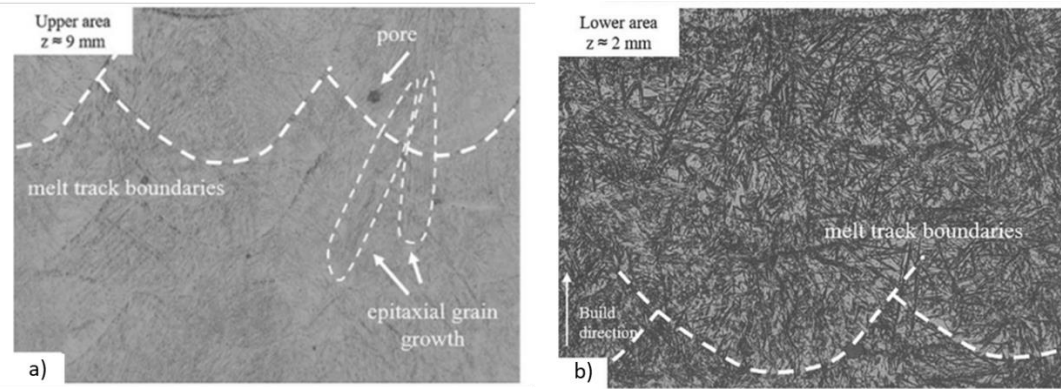 Upper area
z ≈ 9 mm
pore
melt track boundaries
epitaxial grain
growth
a)
Lower area
z ≈ 2 mm
melt track boundaries
Build
direction
b)